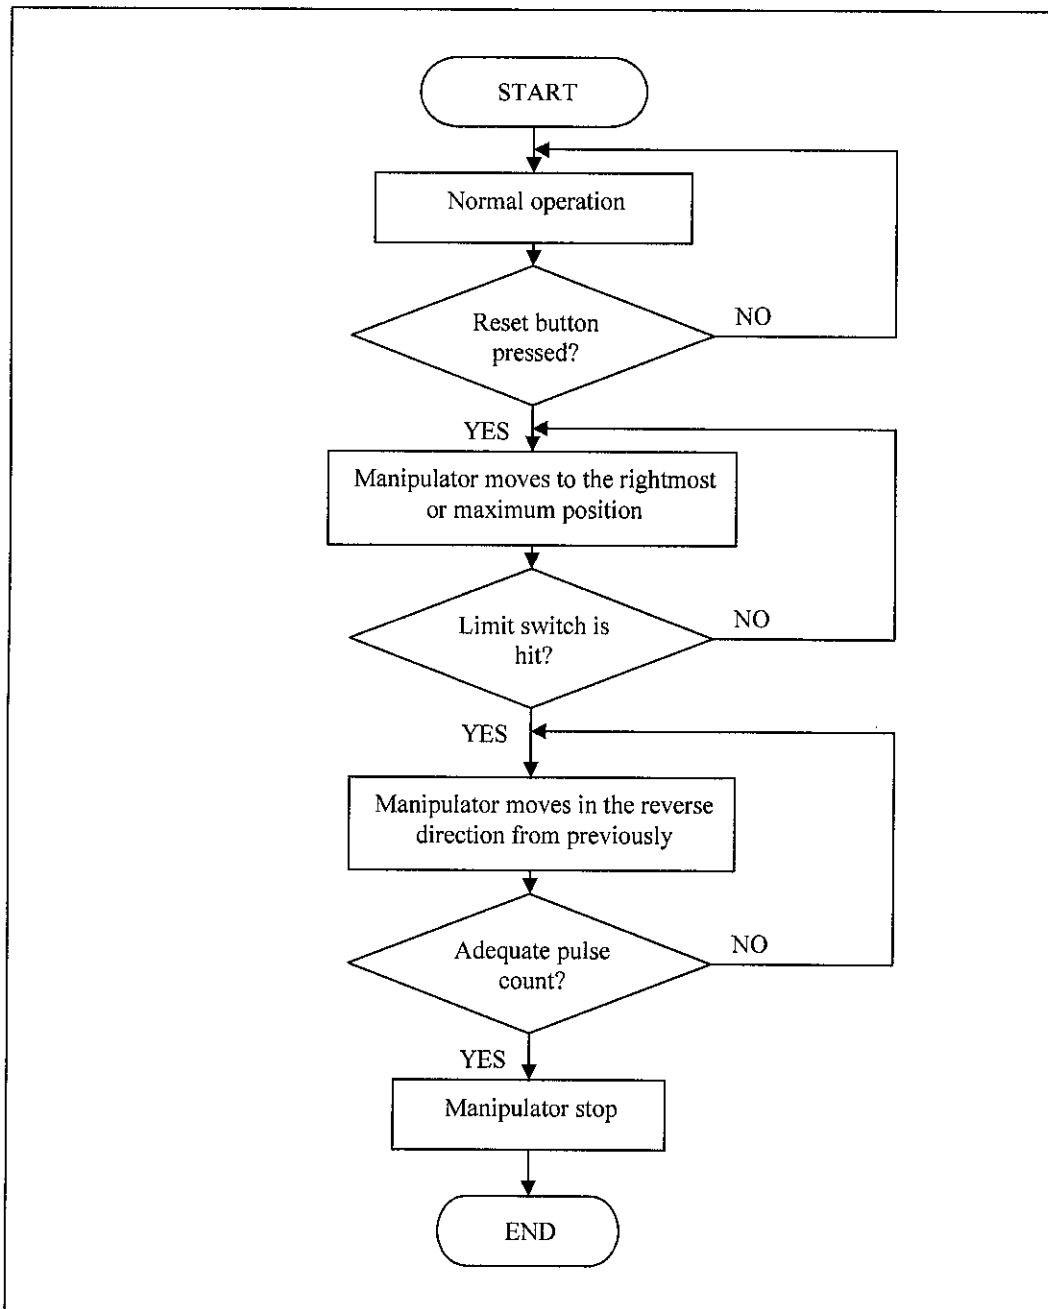 START
Normal operation
Reset button
pressed?
NO
YES
Manipulator moves to the rightmost
or maximum position
Limit switch is
hit?
NO
YES
Manipulator moves in the reverse
direction from previously
Adequate pulse
count?
NO
YES
Manipulator stop
END